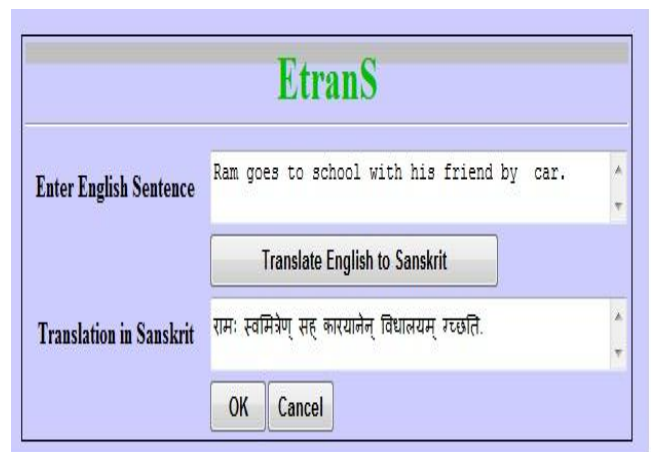 EtranS
Enter English Sentence
Ram goes to school with his friend by car.
Translate English to Sanskrit
Translation in Sanskrit
रामः स्वमित्रेण् सह् कारयानेन् विधालयम् गच्छति.
OK
Cancel